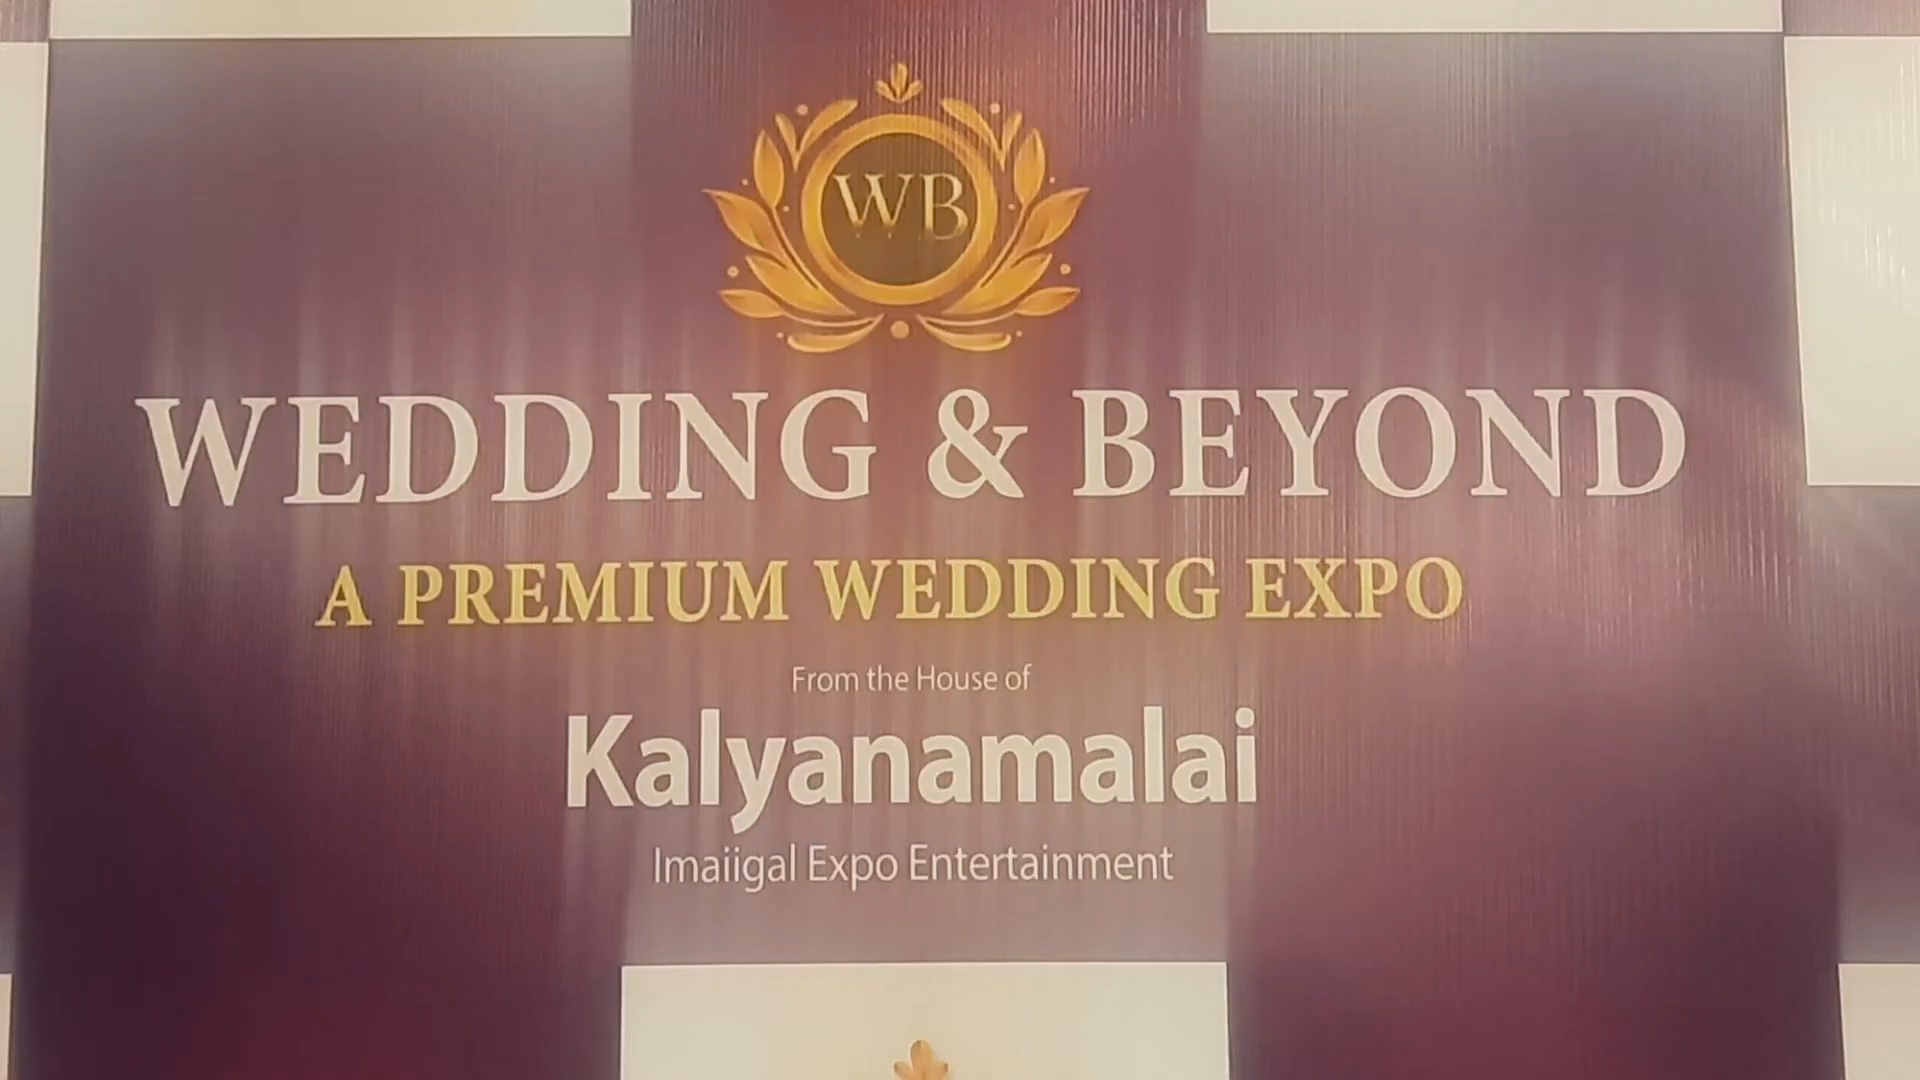 WB
WEDDING & BEYOND
A PREMIUM WEDDING EXPO
From the House of
Kalyanamalai
Imaiigal Expo Entertainment